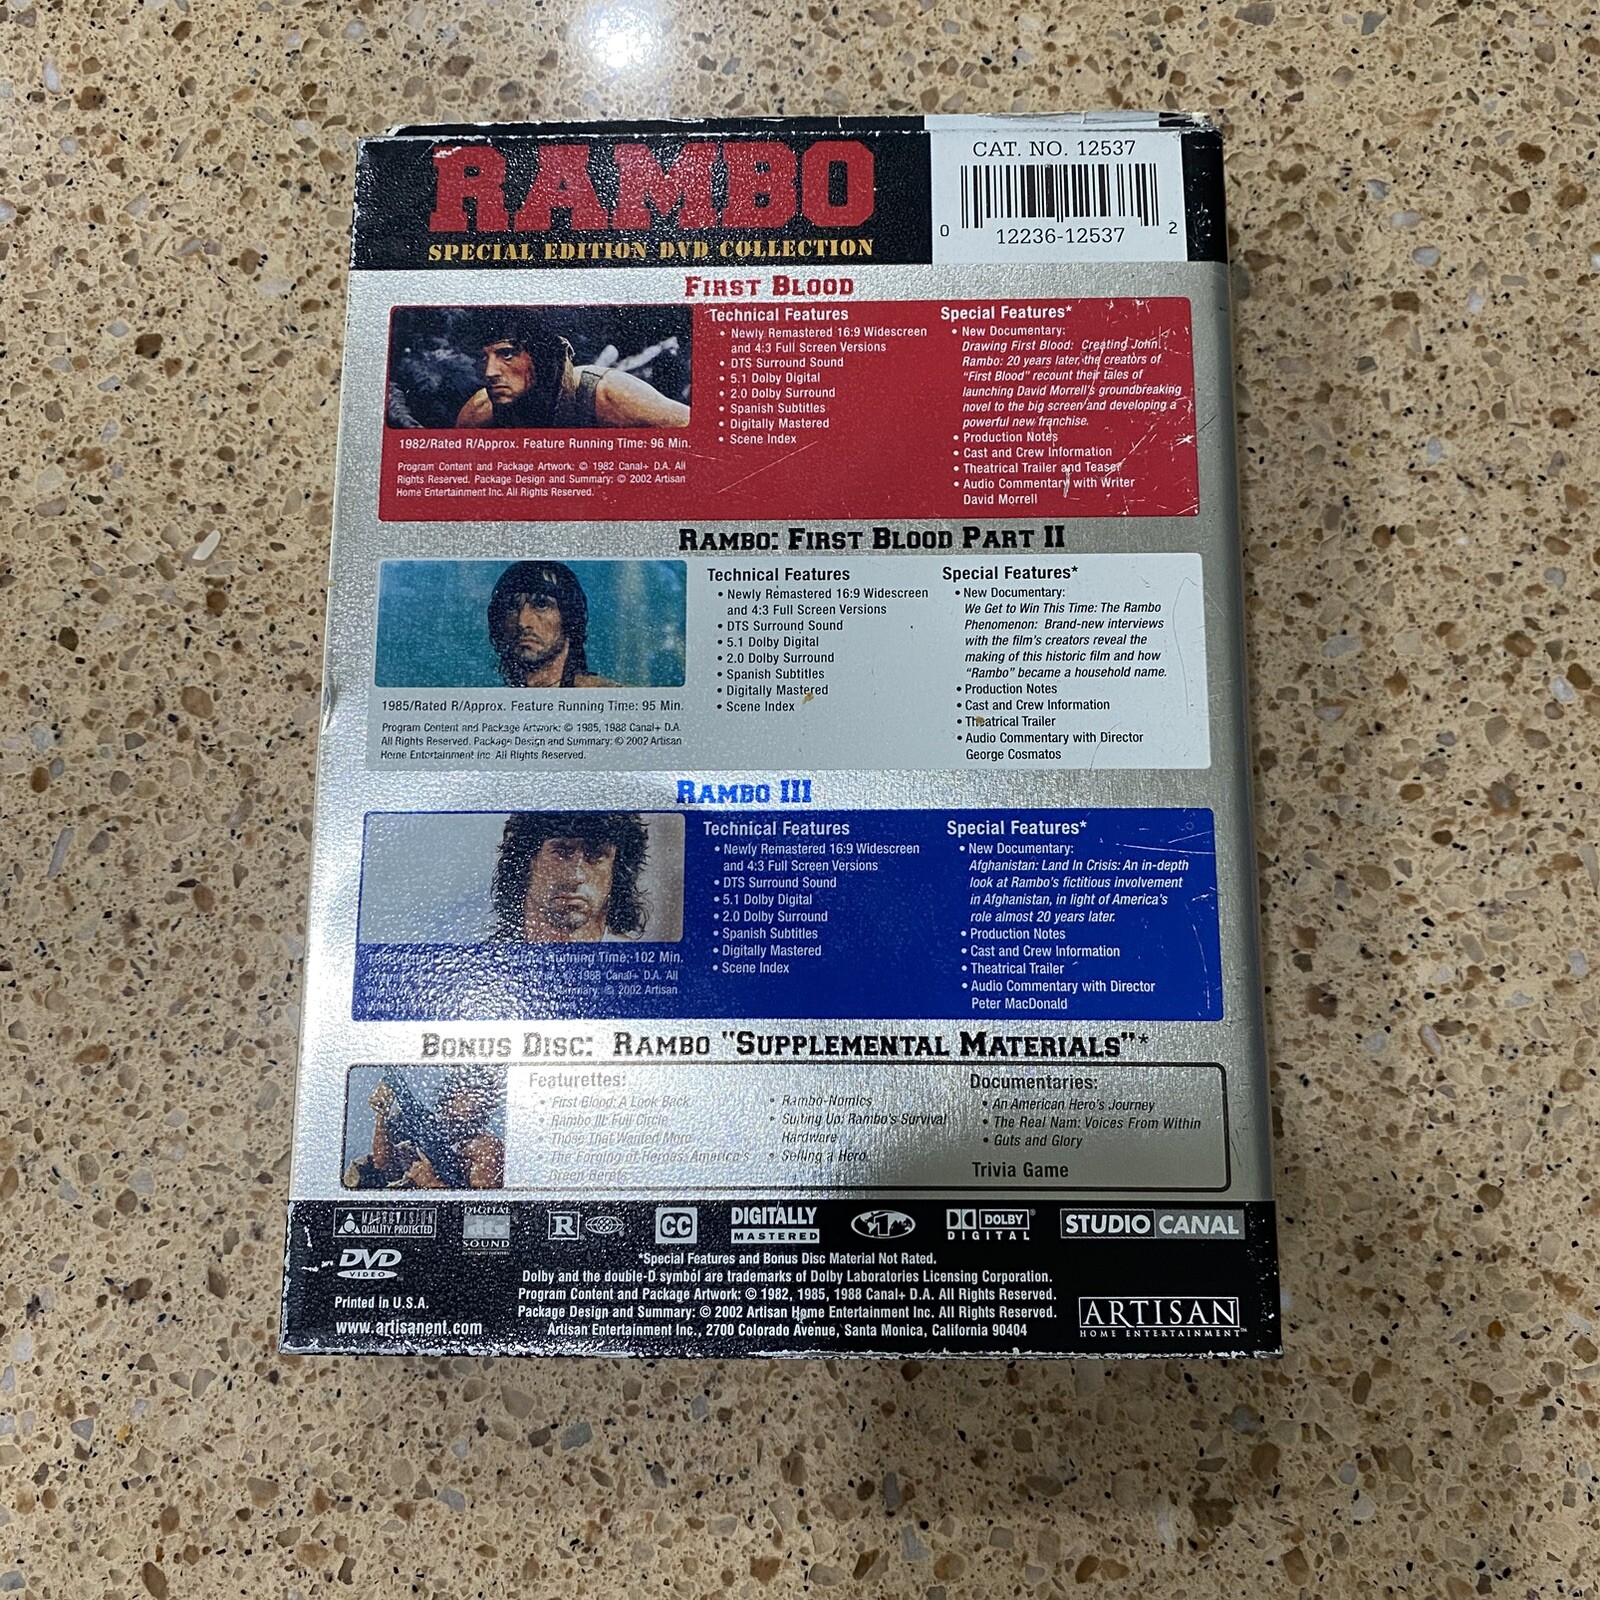 RAMBO
SPECIAL EDITION DVD COLLECTION
CAT. NO. 12537
0 12236-12537 2
FIRST BLOOD
Technical Features
• Newly Remastered 16:9 Widescreen
and 4:3 Full Screen Versions
• DTS Surround Sound
• 5.1 Dolby Digital
• 2.0 Dolby Surround
• Spanish Subtitles
• Digitally Mastered
• Scene Index
Special Features*
• New Documentary:
Drawing First Blood: Creating John
Rambo: 20 years later, the creators of
"First Blood" recount their tales of
launching David Morrell's groundbreaking
novel to the big screen and developing a
powerful new franchise.
• Production Notes
• Cast and Crew Information
• Theatrical Trailer and Teaser
• Audio Commentary with Writer
David Morrell
1982/Rated R/Approx. Feature Running Time: 96 Min.
Program Content and Package Artwork: © 1982 Canal+ D.A. All
Rights Reserved. Package Design and Summary: © 2002 Artisan
Home Entertainment Inc. All Rights Reserved.
RAMBO: FIRST BLOOD PART II
Technical Features
• Newly Remastered 16:9 Widescreen
and 4:3 Full Screen Versions
• DTS Surround Sound
• 5.1 Dolby Digital
• 2.0 Dolby Surround
• Spanish Subtitles
• Digitally Mastered
• Scene Index
Special Features*
• New Documentary:
We Get to Win This Time: The Rambo
Phenomenon: Brand-new interviews
with the film's creators reveal the
making of this historic film and how
"Rambo" became a household name.
• Production Notes
• Cast and Crew Information
• Theatrical Trailer
• Audio Commentary with Director
George Cosmatos
1985/Rated R/Approx. Feature Running Time: 95 Min.
Program Content and Package Artwork: © 1985, 1988 Canal+ D.A.
All Rights Reserved. Package Design and Summary: © 2002 Artisan
Home Entertainment Inc. All Rights Reserved.
RAMBO III
Technical Features
• Newly Remastered 16:9 Widescreen
and 4:3 Full Screen Versions
• DTS Surround Sound
• 5.1 Dolby Digital
• 2.0 Dolby Surround
• Spanish Subtitles
• Digitally Mastered
• Scene Index
Special Features*
• New Documentary:
Afghanistan: Land In Crisis: An in-depth
look at Rambo's fictitious involvement
in Afghanistan, in light of America's
role almost 20 years later.
• Production Notes
• Cast and Crew Information
• Theatrical Trailer
• Audio Commentary with Director
Peter MacDonald
Running Time: 102 Min.
© 1988 Canal+ D.A. All
Summary: © 2002 Artisan
BONUS DISC: RAMBO "SUPPLEMENTAL MATERIALS"*
Featurettes:
• First Blood: A Look Back
• Rambo III: Full Circle
• Those That Wanted More
• The Forging of Heroes: America's
Green Berets
• Rambo-Nomics
• Suiting Up: Rambo's Survival
Hardware
• Selling a Hero
Documentaries:
• An American Hero's Journey
• The Real Nam: Voices From Within
• Guts and Glory
Trivia Game
MACROVISION
QUALITY PROTECTED
DIGITAL
dts
SOUND
R
CC
DIGITALLY
MASTERED
1
DOLBY
DIGITAL
STUDIO CANAL
DVD
VIDEO
Printed in U.S.A.
www.artisanent.com
*Special Features and Bonus Disc Material Not Rated.
Dolby and the double-D symbol are trademarks of Dolby Laboratories Licensing Corporation.
Program Content and Package Artwork: © 1982, 1985, 1988 Canal+ D.A. All Rights Reserved.
Package Design and Summary: © 2002 Artisan Home Entertainment Inc. All Rights Reserved.
Artisan Entertainment Inc., 2700 Colorado Avenue, Santa Monica, California 90404
ARTISAN
HOME ENTERTAINMENT™